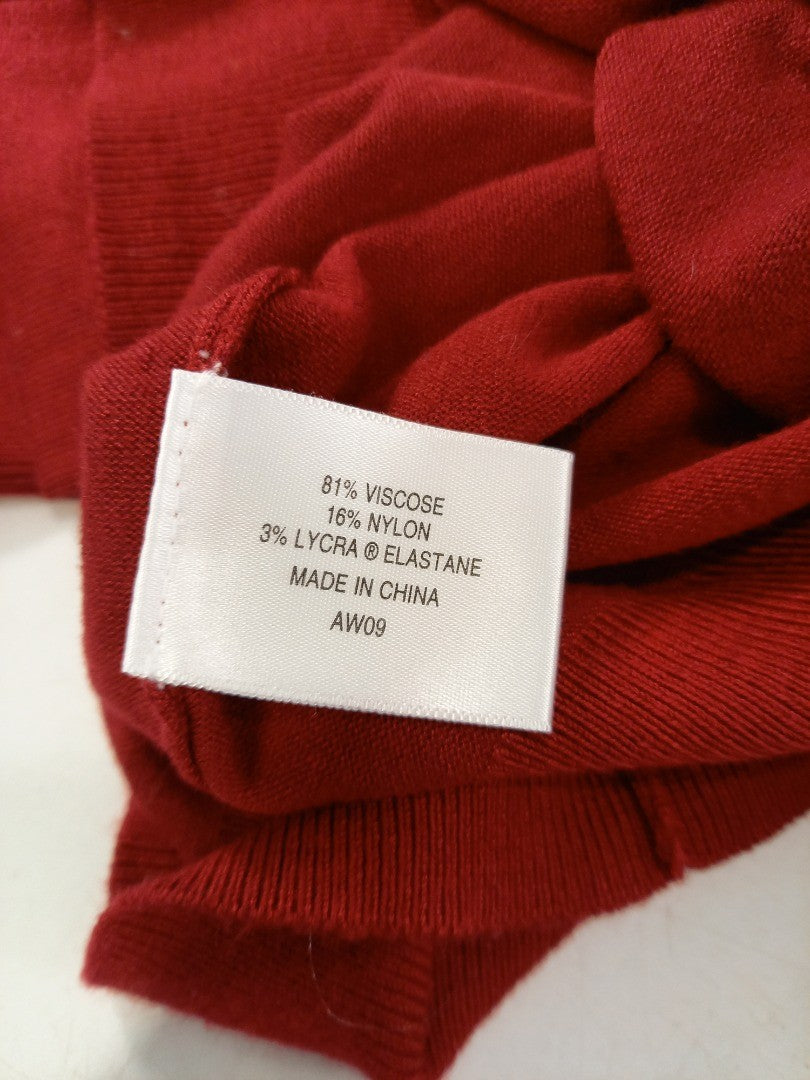 81% VISCOSE
16% NYLON
3% LYCRA ® ELASTANE
MADE IN CHINA
AW09